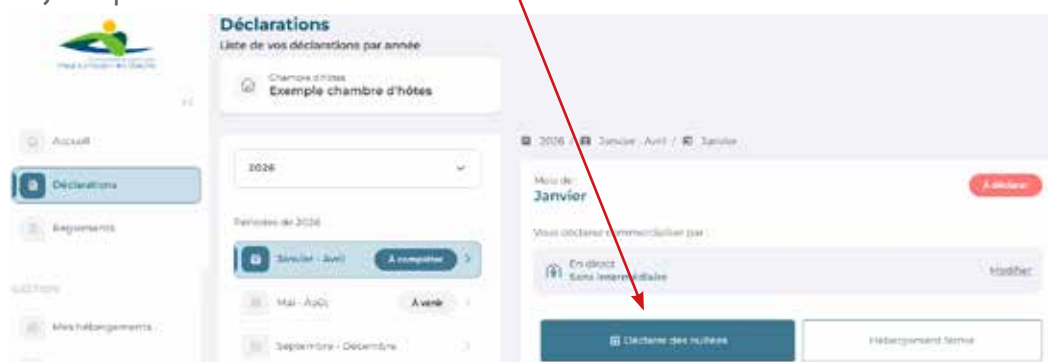 Déclarations
Liste de vos déclarations par année
Chambre d'hôtes
Exemple chambre d'hôtes
Accueil
Déclarations
Règlements
Mes hébergements
2026
Périodes de 2026
Janvier - Avril
À compléter
Mai - Août
À venir
Septembre - Décembre
2026 / Janvier - Avril / Janvier
Mois de :
Janvier
À déclarer
Vous déclarez commercialiser par :
En direct
Sans intermédiaire
Modifier
Déclarer des nuitées
Hébergement fermé